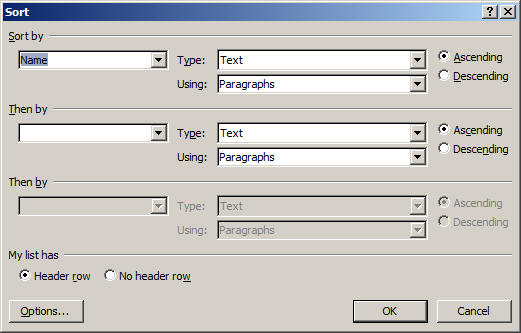 Sort
Sort by
Name Type: Text Ascending
Using: Paragraphs Descending
Then by
Type: Text Ascending
Using: Paragraphs Descending
Then by
Type: Text Ascending
Using: Paragraphs Descending
My list has
Header row No header row
Options... OK Cancel